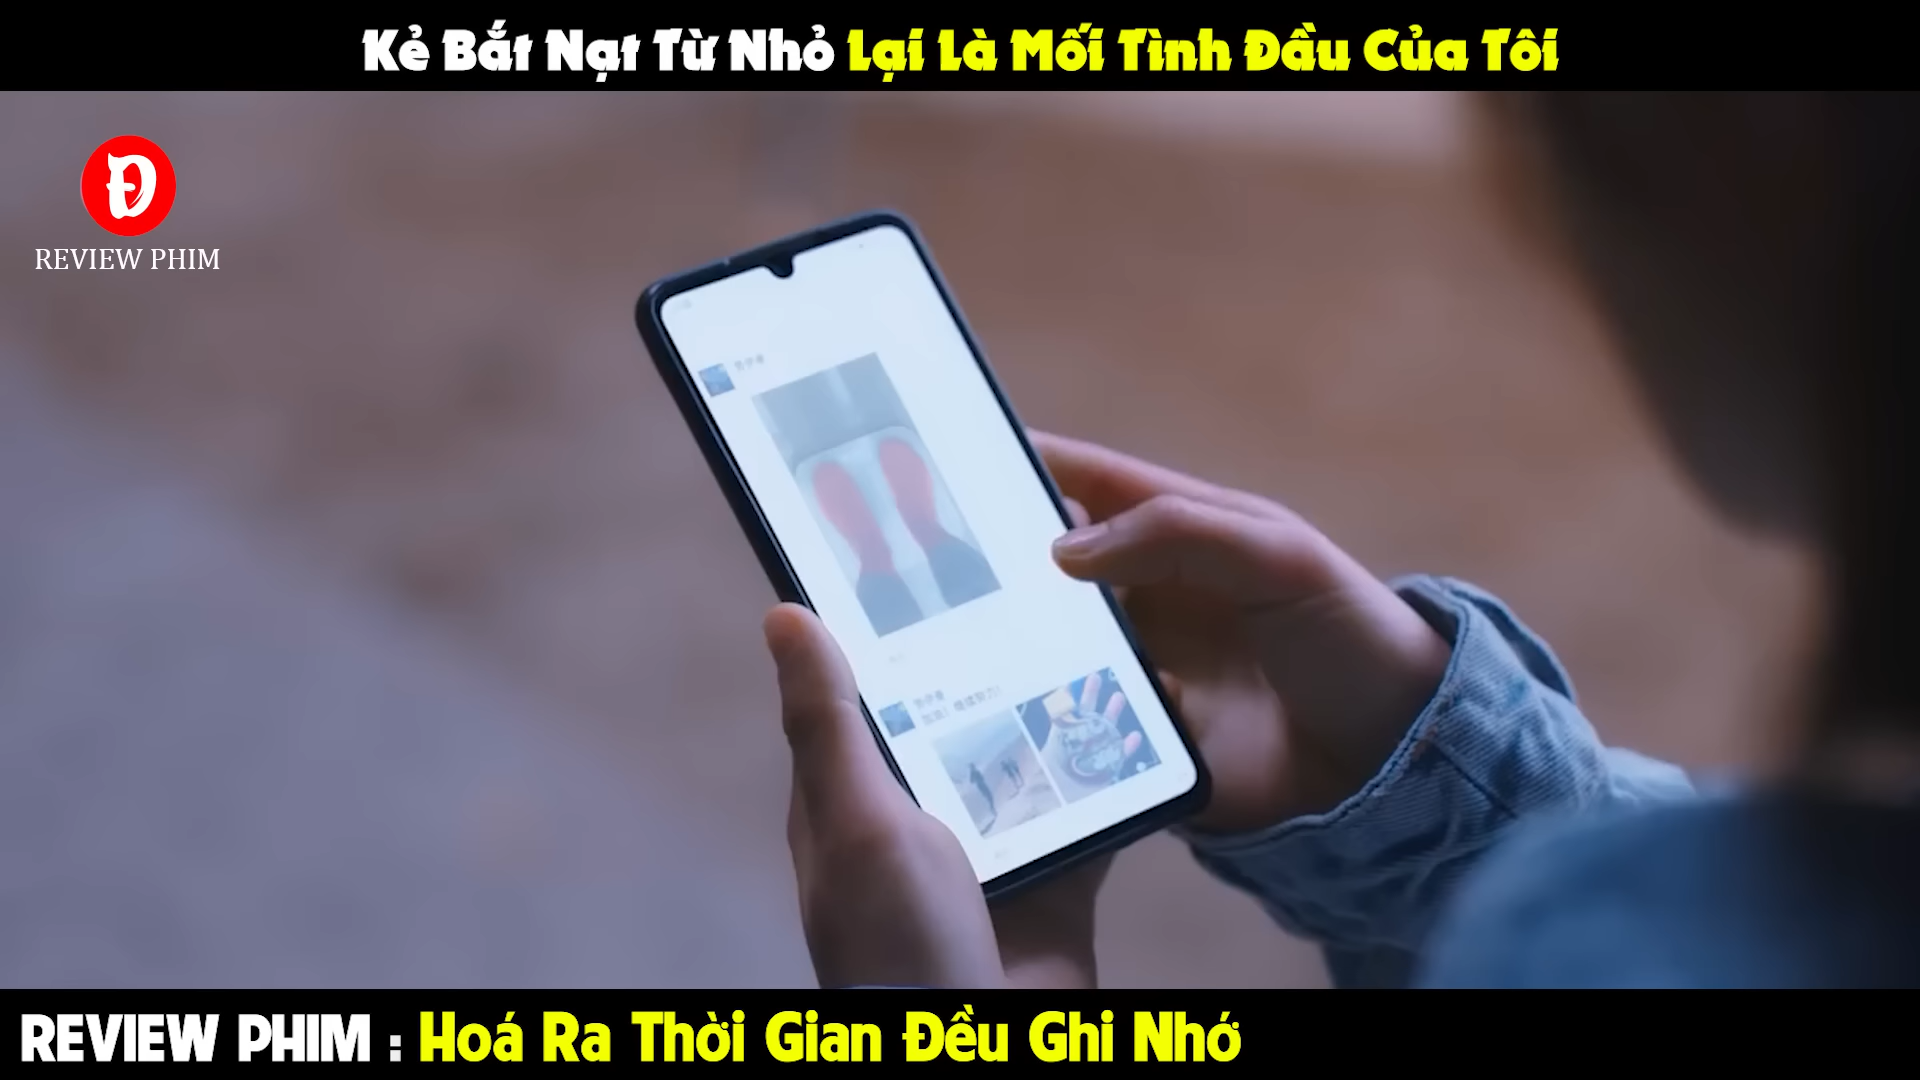 Kẻ Bắt Nạt Từ Nhỏ Lại Là Mối Tình Đầu Của Tôi
Đ
REVIEW PHIM
REVIEW PHIM : Hoá Ra Thời Gian Đều Ghi Nhớ